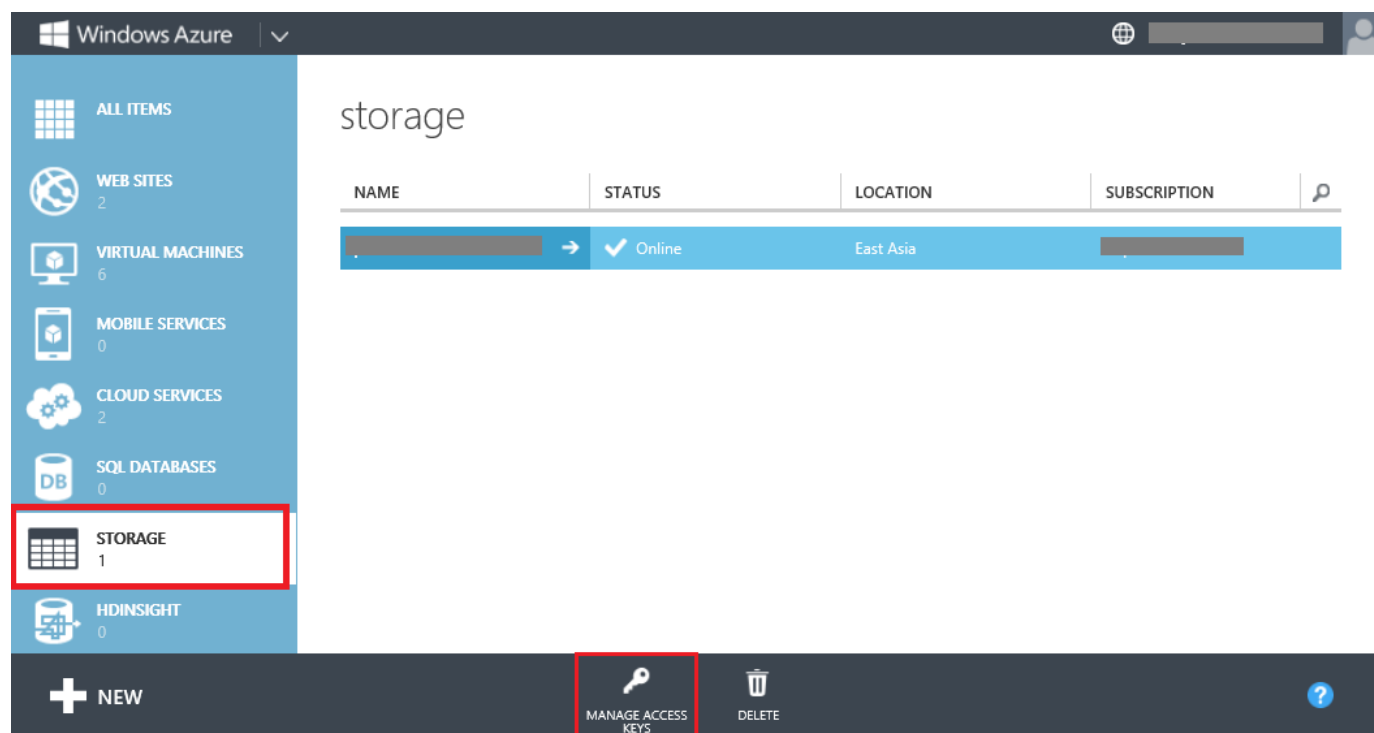 Windows Azure
ALL ITEMS
WEB SITES
2
VIRTUAL MACHINES
6
MOBILE SERVICES
0
CLOUD SERVICES
2
DB
SQL DATABASES
0
STORAGE
1
HDINSIGHT
0
storage
NAME STATUS LOCATION SUBSCRIPTION
Online East Asia
NEW
MANAGE ACCESS
KEYS
DELETE
?